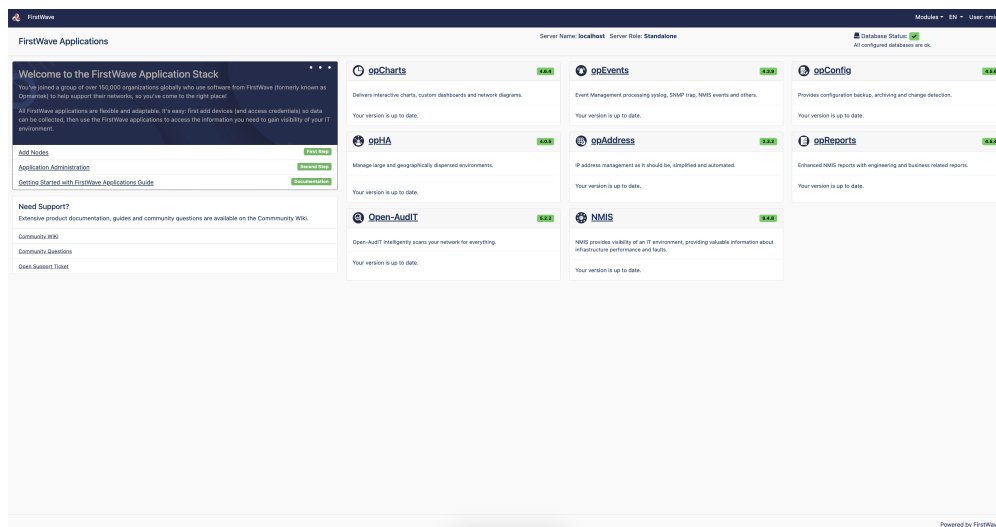 FirstWave
Modules EN User: nmis
FirstWave Applications
Server Name: localhost Server Role: Standalone
Database Status:
All configured databases are ok.
Welcome to the FirstWave Application Stack
You've joined a group of over 150,000 organizations globally who use software from FirstWave (formerly known as
Opmantek) to help support their networks, so you've come to the right place!
All FirstWave applications are flexible and adaptable. It's easy: first add devices (and access credentials) so data
can be collected, then use the FirstWave applications to access the information you need to gain visibility of your IT
environment.
Add Nodes First Step
Application Administration Second Step
Getting Started with FirstWave Applications Guide Documentation
Need Support?
Extensive product documentation, guides and community questions are available on the Commmunity Wiki.
Community WIKI
Community Questions
Open Support Ticket
opCharts 4.6.4
Delivers interactive charts, custom dashboards and network diagrams.
Your version is up to date.
opEvents
Event Management processing syslog, SNMP trap, NMIS events and others.
Your version is up to date.
opConfig
Provides configuration backup, archiving and change detection.
Your version is up to date.
opHA
Manage large and geographically dispersed environments.
Your version is up to date.
opAddress
IP address management as it should be, simplified and automated.
Your version is up to date.
opReports
Enhanced NMIS reports with engineering and business related reports.
Your version is up to date.
Open-AudIT 5.2.2
Open-AudIT intelligently scans your network for everything.
Your version is up to date.
NMIS
NMIS provides visibility of an IT environment, providing valuable information about
infrastructure performance and faults.
Your version is up to date.
Powered by FirstWave